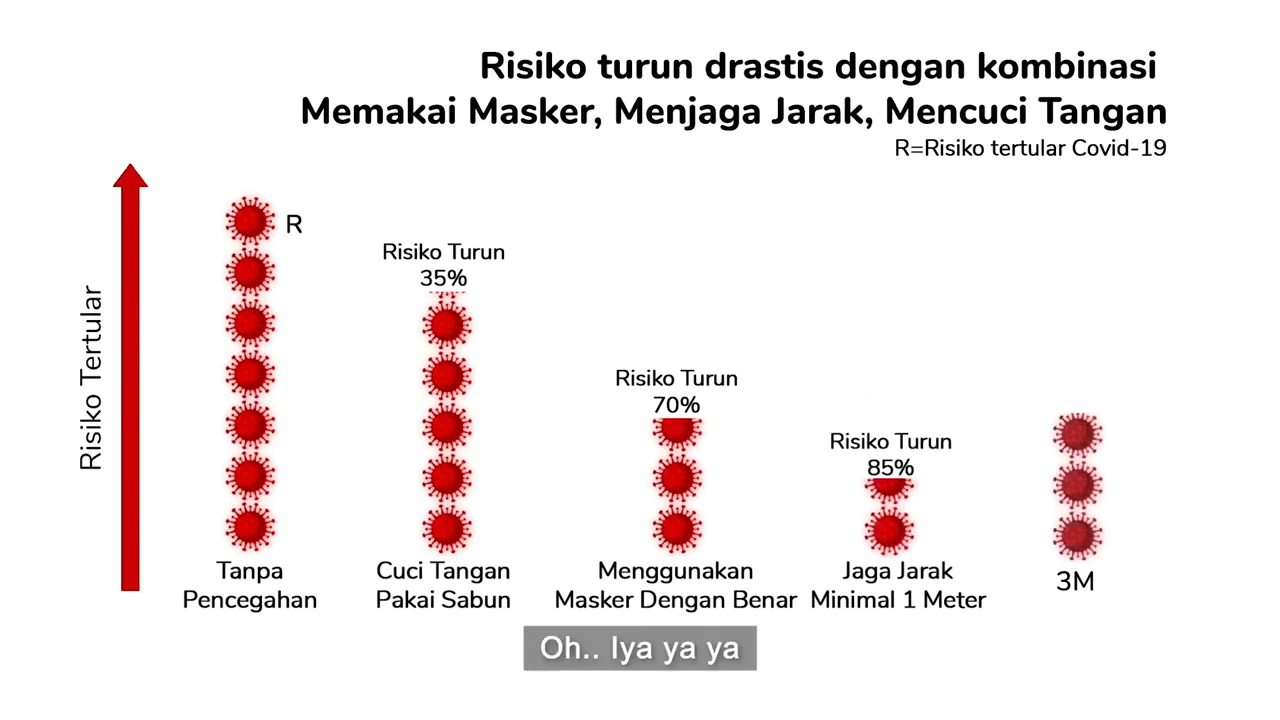 Risiko turun drastis dengan kombinasi
Memakai Masker, Menjaga Jarak, Mencuci Tangan
R=Risiko tertular Covid-19
Risiko Tertular
R
Risiko Turun
35%
Risiko Turun
70%
Risiko Turun
85%
Tanpa
Pencegahan
Cuci Tangan
Pakai Sabun
Menggunakan
Masker Dengan Benar
Jaga Jarak
Minimal 1 Meter
3M
Oh.. Iya ya ya